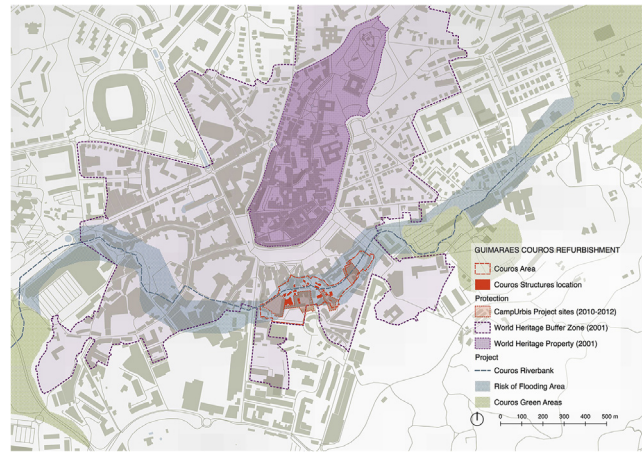 GUIMARAES COUROS REFURBISHMENT
Couros Area
Couros Structures location
Protection
CampUrbis Project sites (2010-2012)
World Heritage Buffer Zone (2001)
World Heritage Property (2001)
Project
Couros Riverbank
Risk of Flooding Area
Couros Green Areas
0 100 200 300 400 500 m